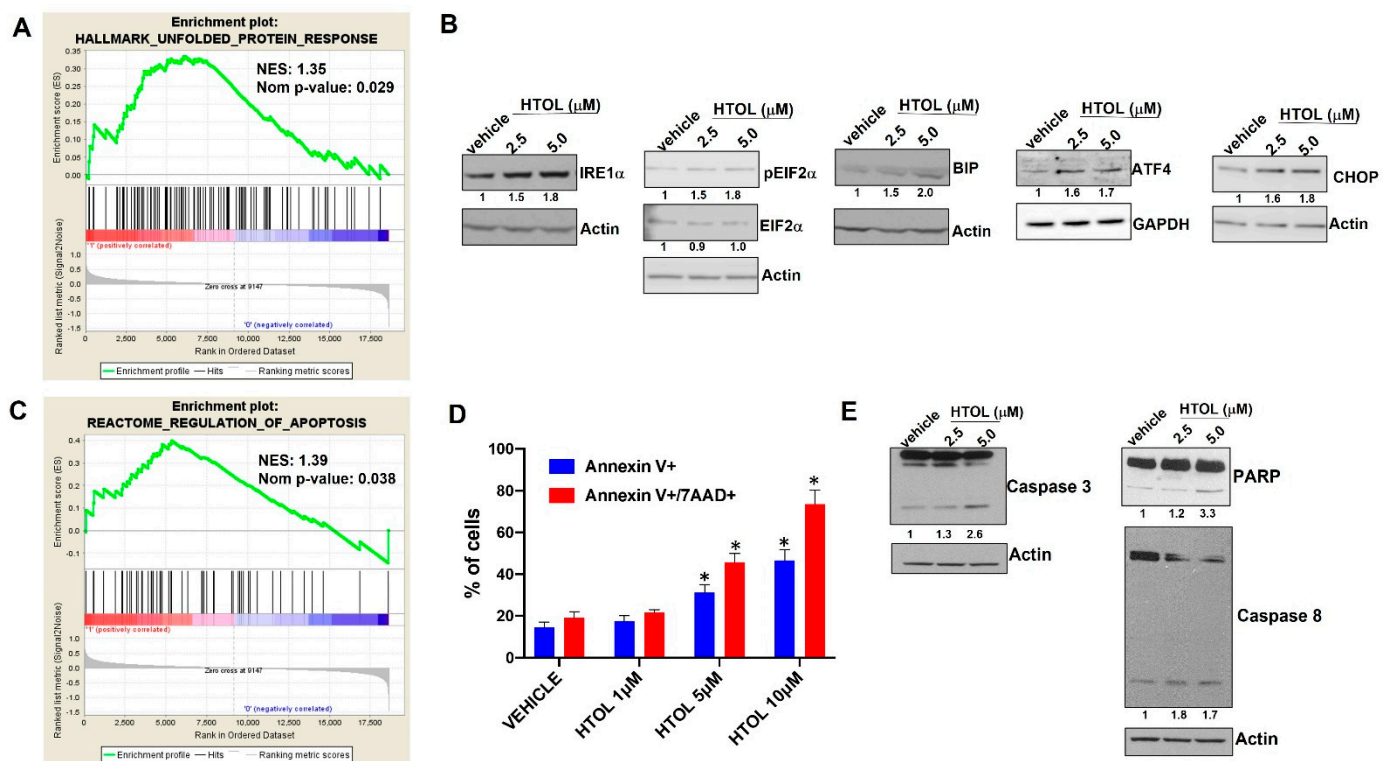 A
Enrichment plot:
HALLMARK_UNFOLDED_PROTEIN_RESPONSE
NES: 1.35
Nom p-value: 0.029
Enrichment score (ES)
0.35
0.30
0.25
0.20
0.15
0.10
0.05
0.00
'1' (positively correlated)
Ranked list metric (Signal2Noise)
1.0
0.5
0.0
-0.5
-1.0
-1.5
Zero cross at 9147
'0' (negatively correlated)
0 2,500 5,000 7,500 10,000 12,500 15,000 17,500
Rank in Ordered Dataset
Enrichment profile Hits Ranking metric scores
B
vehicle
HTOL (μM)
2.5
5.0
IRE1α
1 1.5 1.8
Actin
vehicle
HTOL (μM)
2.5
5.0
pEIF2α
1 1.5 1.8
EIF2α
1 0.9 1.0
Actin
vehicle
HTOL (μM)
2.5
5.0
BIP
1 1.5 2.0
Actin
vehicle
HTOL (μM)
2.5
5.0
ATF4
1 1.6 1.7
GAPDH
vehicle
HTOL (μM)
2.5
5.0
CHOP
1 1.6 1.8
Actin
C
Enrichment plot:
REACTOME_REGULATION_OF_APOPTOSIS
NES: 1.39
Nom p-value: 0.038
Enrichment score (ES)
0.4
0.3
0.2
0.1
0.0
-0.1
'1' (positively correlated)
Ranked list metric (Signal2Noise)
1.0
0.5
0.0
-0.5
-1.0
-1.5
Zero cross at 9147
'0' (negatively correlated)
0 2,500 5,000 7,500 10,000 12,500 15,000 17,500
Rank in Ordered Dataset
Enrichment profile Hits Ranking metric scores
D
% of cells
100
80
60
40
20
0
Annexin V+
Annexin V+/7AAD+
* * * *
VEHICLE
HTOL 1μM
HTOL 5μM
HTOL 10μM
E
vehicle
HTOL (μM)
2.5
5.0
Caspase 3
1 1.3 2.6
Actin
vehicle
HTOL (μM)
2.5
5.0
PARP
1 1.2 3.3
Caspase 8
1 1.8 1.7
Actin